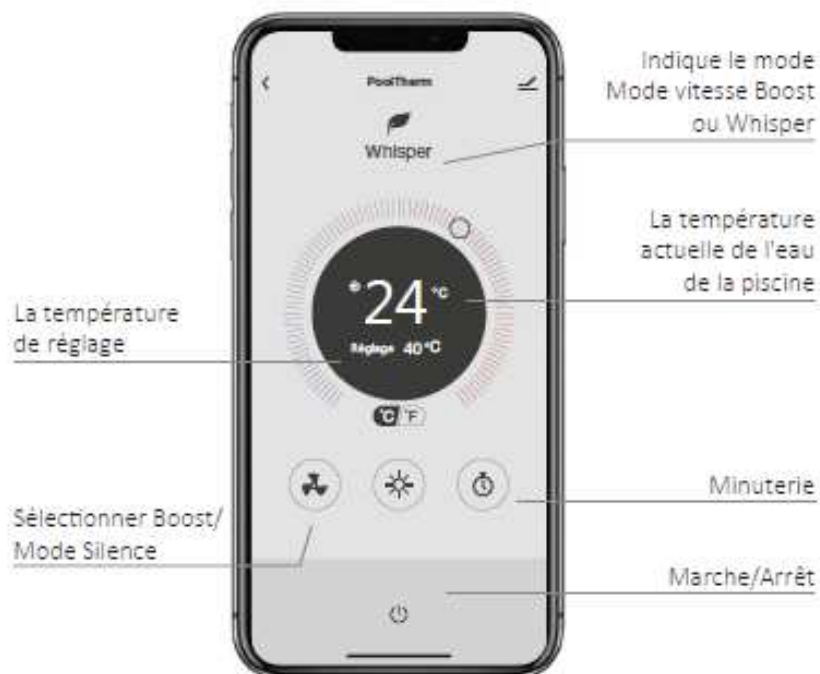 Indique le mode
Mode vitesse Boost
ou Whisper
PoolTherm
Whisper
La température
actuelle de l'eau
de la piscine
24 °C
Réglage 40°C
La température
de réglage
°C °F
Minuterie
Sélectionner Boost/
Mode Silence
Marche/Arrêt